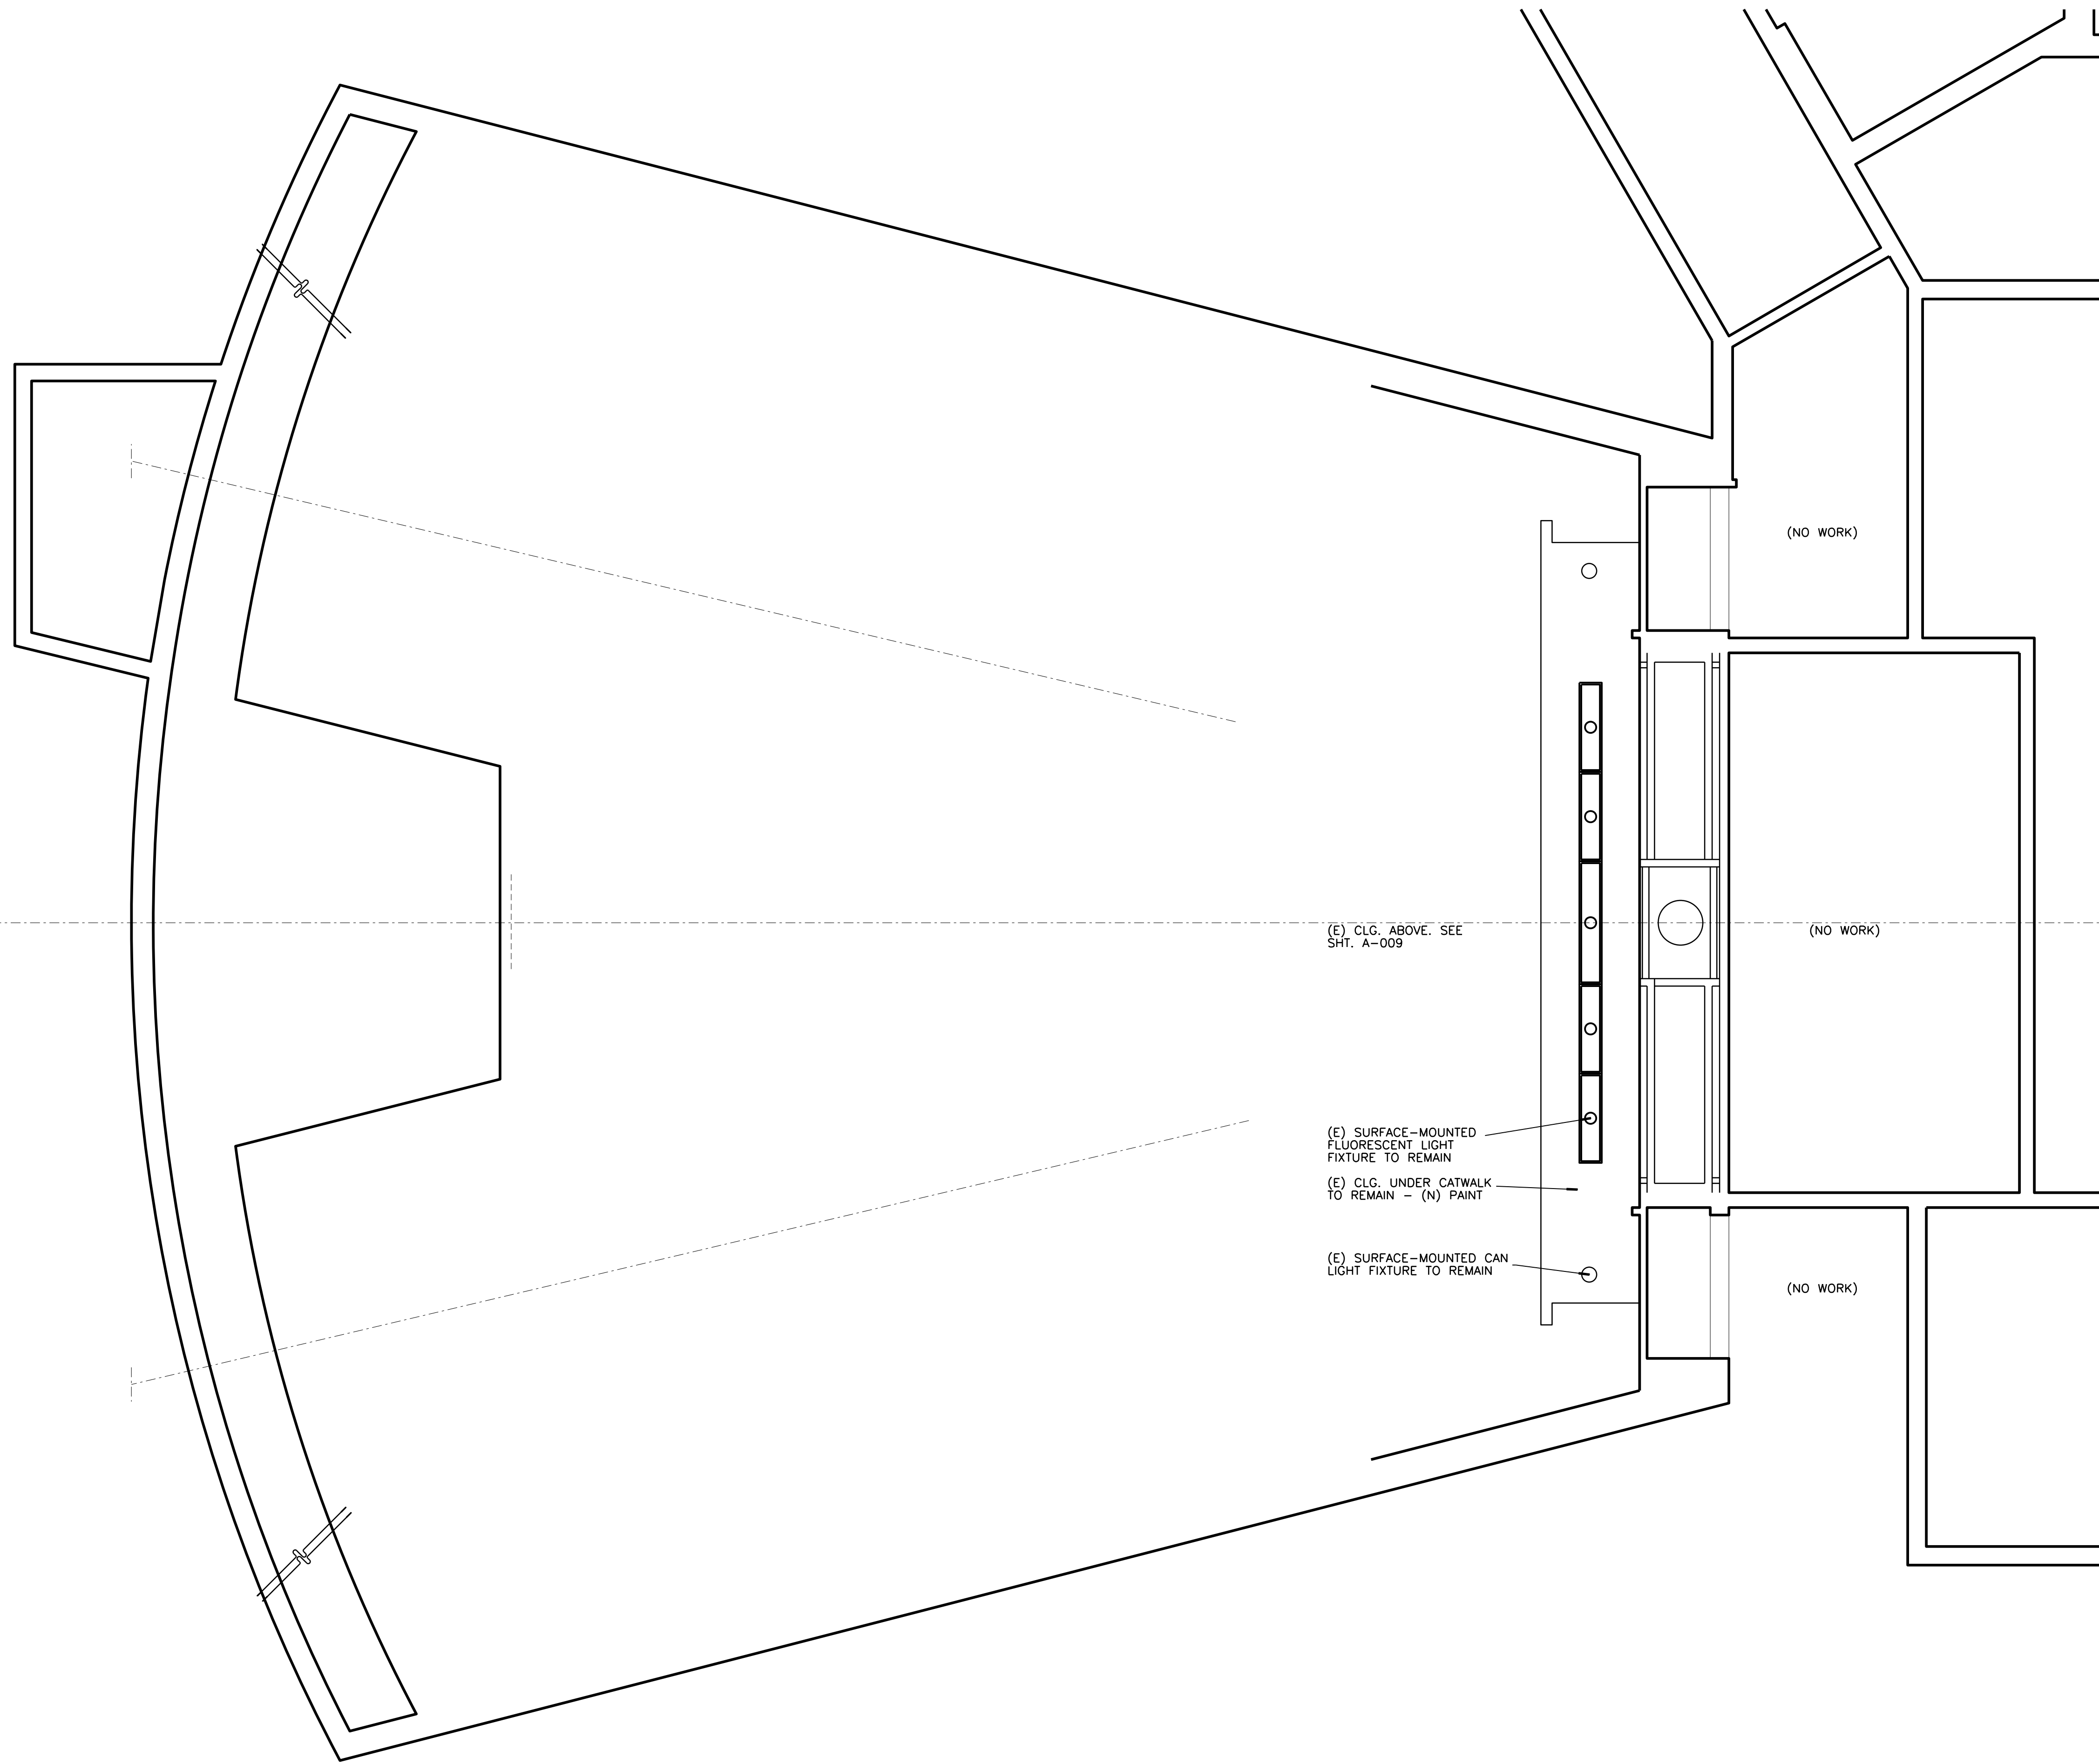 (NO WORK)
(E) CLG. ABOVE. SEE
SHT. A-009
(NO WORK)
(E) SURFACE-MOUNTED
FLUORESCENT LIGHT
FIXTURE TO REMAIN
(E) CLG. UNDER CATWALK
TO REMAIN - (N) PAINT
(E) SURFACE-MOUNTED CAN
LIGHT FIXTURE TO REMAIN
(NO WORK)